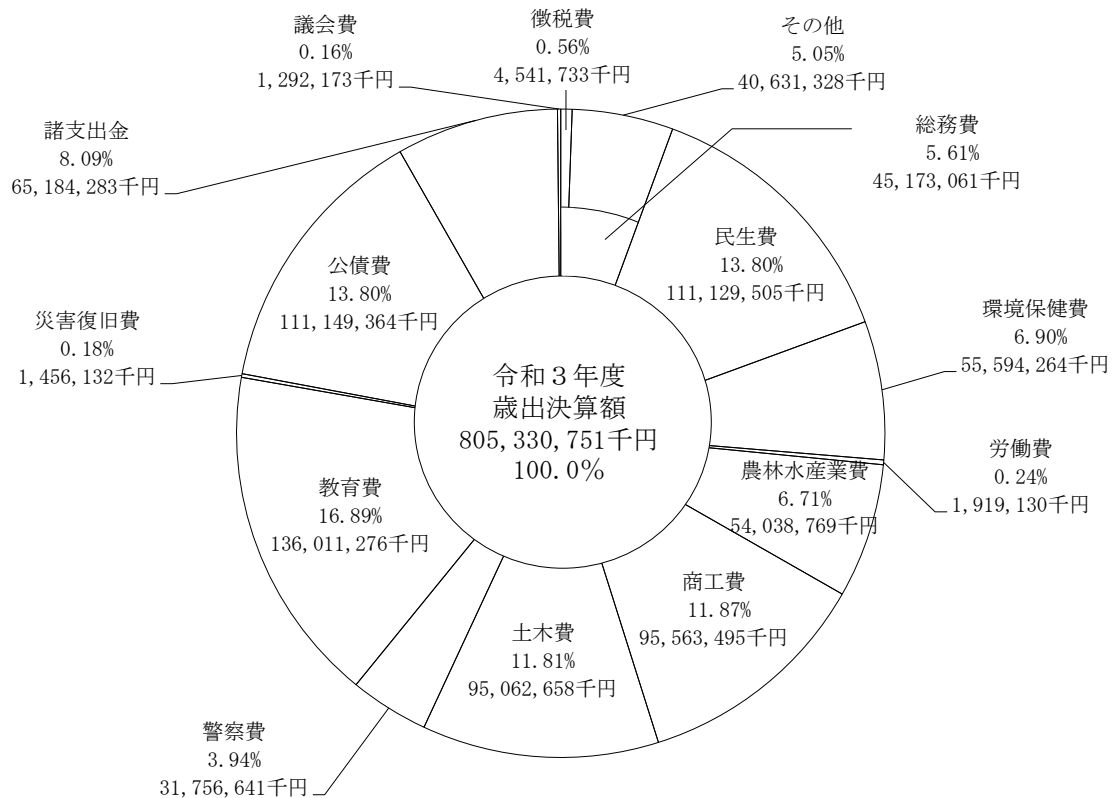 議会費
0.16%
1,292,173千円
徴税費
0.56%
4,541,733千円
その他
5.05%
40,631,328千円
総務費
5.61%
45,173,061千円
諸支出金
8.09%
65,184,283千円
民生費
13.80%
111,129,505千円
公債費
13.80%
111,149,364千円
環境保健費
6.90%
55,594,264千円
災害復旧費
0.18%
1,456,132千円
令和3年度
歳出決算額
805,330,751千円
100.0%
労働費
0.24%
1,919,130千円
農林水産業費
6.71%
54,038,769千円
教育費
16.89%
136,011,276千円
商工費
11.87%
95,563,495千円
土木費
11.81%
95,062,658千円
警察費
3.94%
31,756,641千円